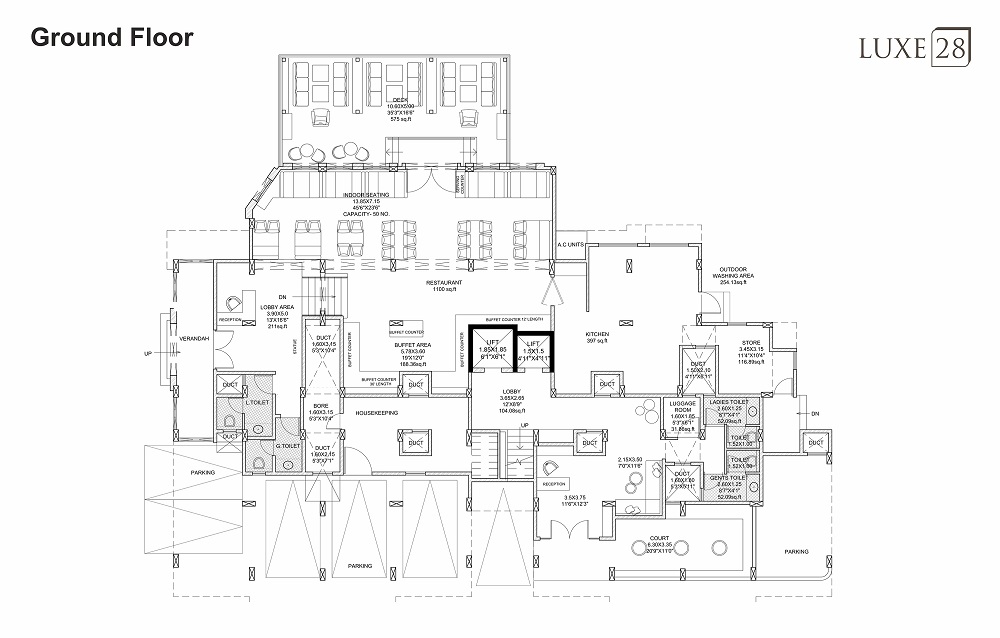 Ground Floor
LUXE 28
DECK
10.60X5.00
35'3"X16'6"
575 sq.ft
INDOOR SEATING
13.85X7.15
45'6"X23'6"
CAPACITY- 50 NO.
SERVING COUNTER
A.C UNITS
RESTAURANT
1100 sq.ft
OUTDOOR
WASHING AREA
254.13sq.ft
DN
LOBBY AREA
3.90X5.0
13'X16'6"
211sq.ft
RECEPTION
VERANDAH
UP
STATUE
DUCT
1.60X3.15
5'3"X10'4"
BUFFET COUNTER
BUFFET COUNTER
BUFFET AREA
5.78X3.60
19'X12'0"
188.36sq.ft
BUFFET COUNTER
BUFFET COUNTER 12' LENGTH
BUFFET COUNTER
36' LENGTH
DUCT
LIFT
1.85X1.85
6'1"X6'1"
LIFT
1.5X1.5
4'11"X4'11"
KITCHEN
397 sq.ft
DUCT
LOBBY
3.65X2.65
12'X8'9"
104.08sq.ft
UP
STORE
3.45X3.15
11'4"X10'4"
116.89sq.ft
DUCT
1.50X2.10
4'11"X6'11"
DN
DUCT
L.TOILET
DUCT
G.TOILET
BORE
1.60X3.15
5'3"X10'4"
DUCT
1.60X2.15
5'3"X7'1"
HOUSEKEEPING
DUCT
DUCT
LUGGAGE
ROOM
1.60X1.85
5'3"X6'1"
31.86sq.ft
LADIES TOILET
2.60X1.25
8'7"X4'1"
52.09sq.ft
TOILET
1.52X1.00
TOILET
1.52X1.00
GENTS TOILET
2.60X1.25
8'7"X4'1"
52.09sq.ft
DUCT
DUCT
1.60X1.80
5'3"X5'11"
2.15X3.50
7'0"X11'6"
RECEPTION
3.5X3.75
11'6"X12'3"
COURT
6.30X3.35
20'9"X11'0"
PARKING
PARKING
PARKING